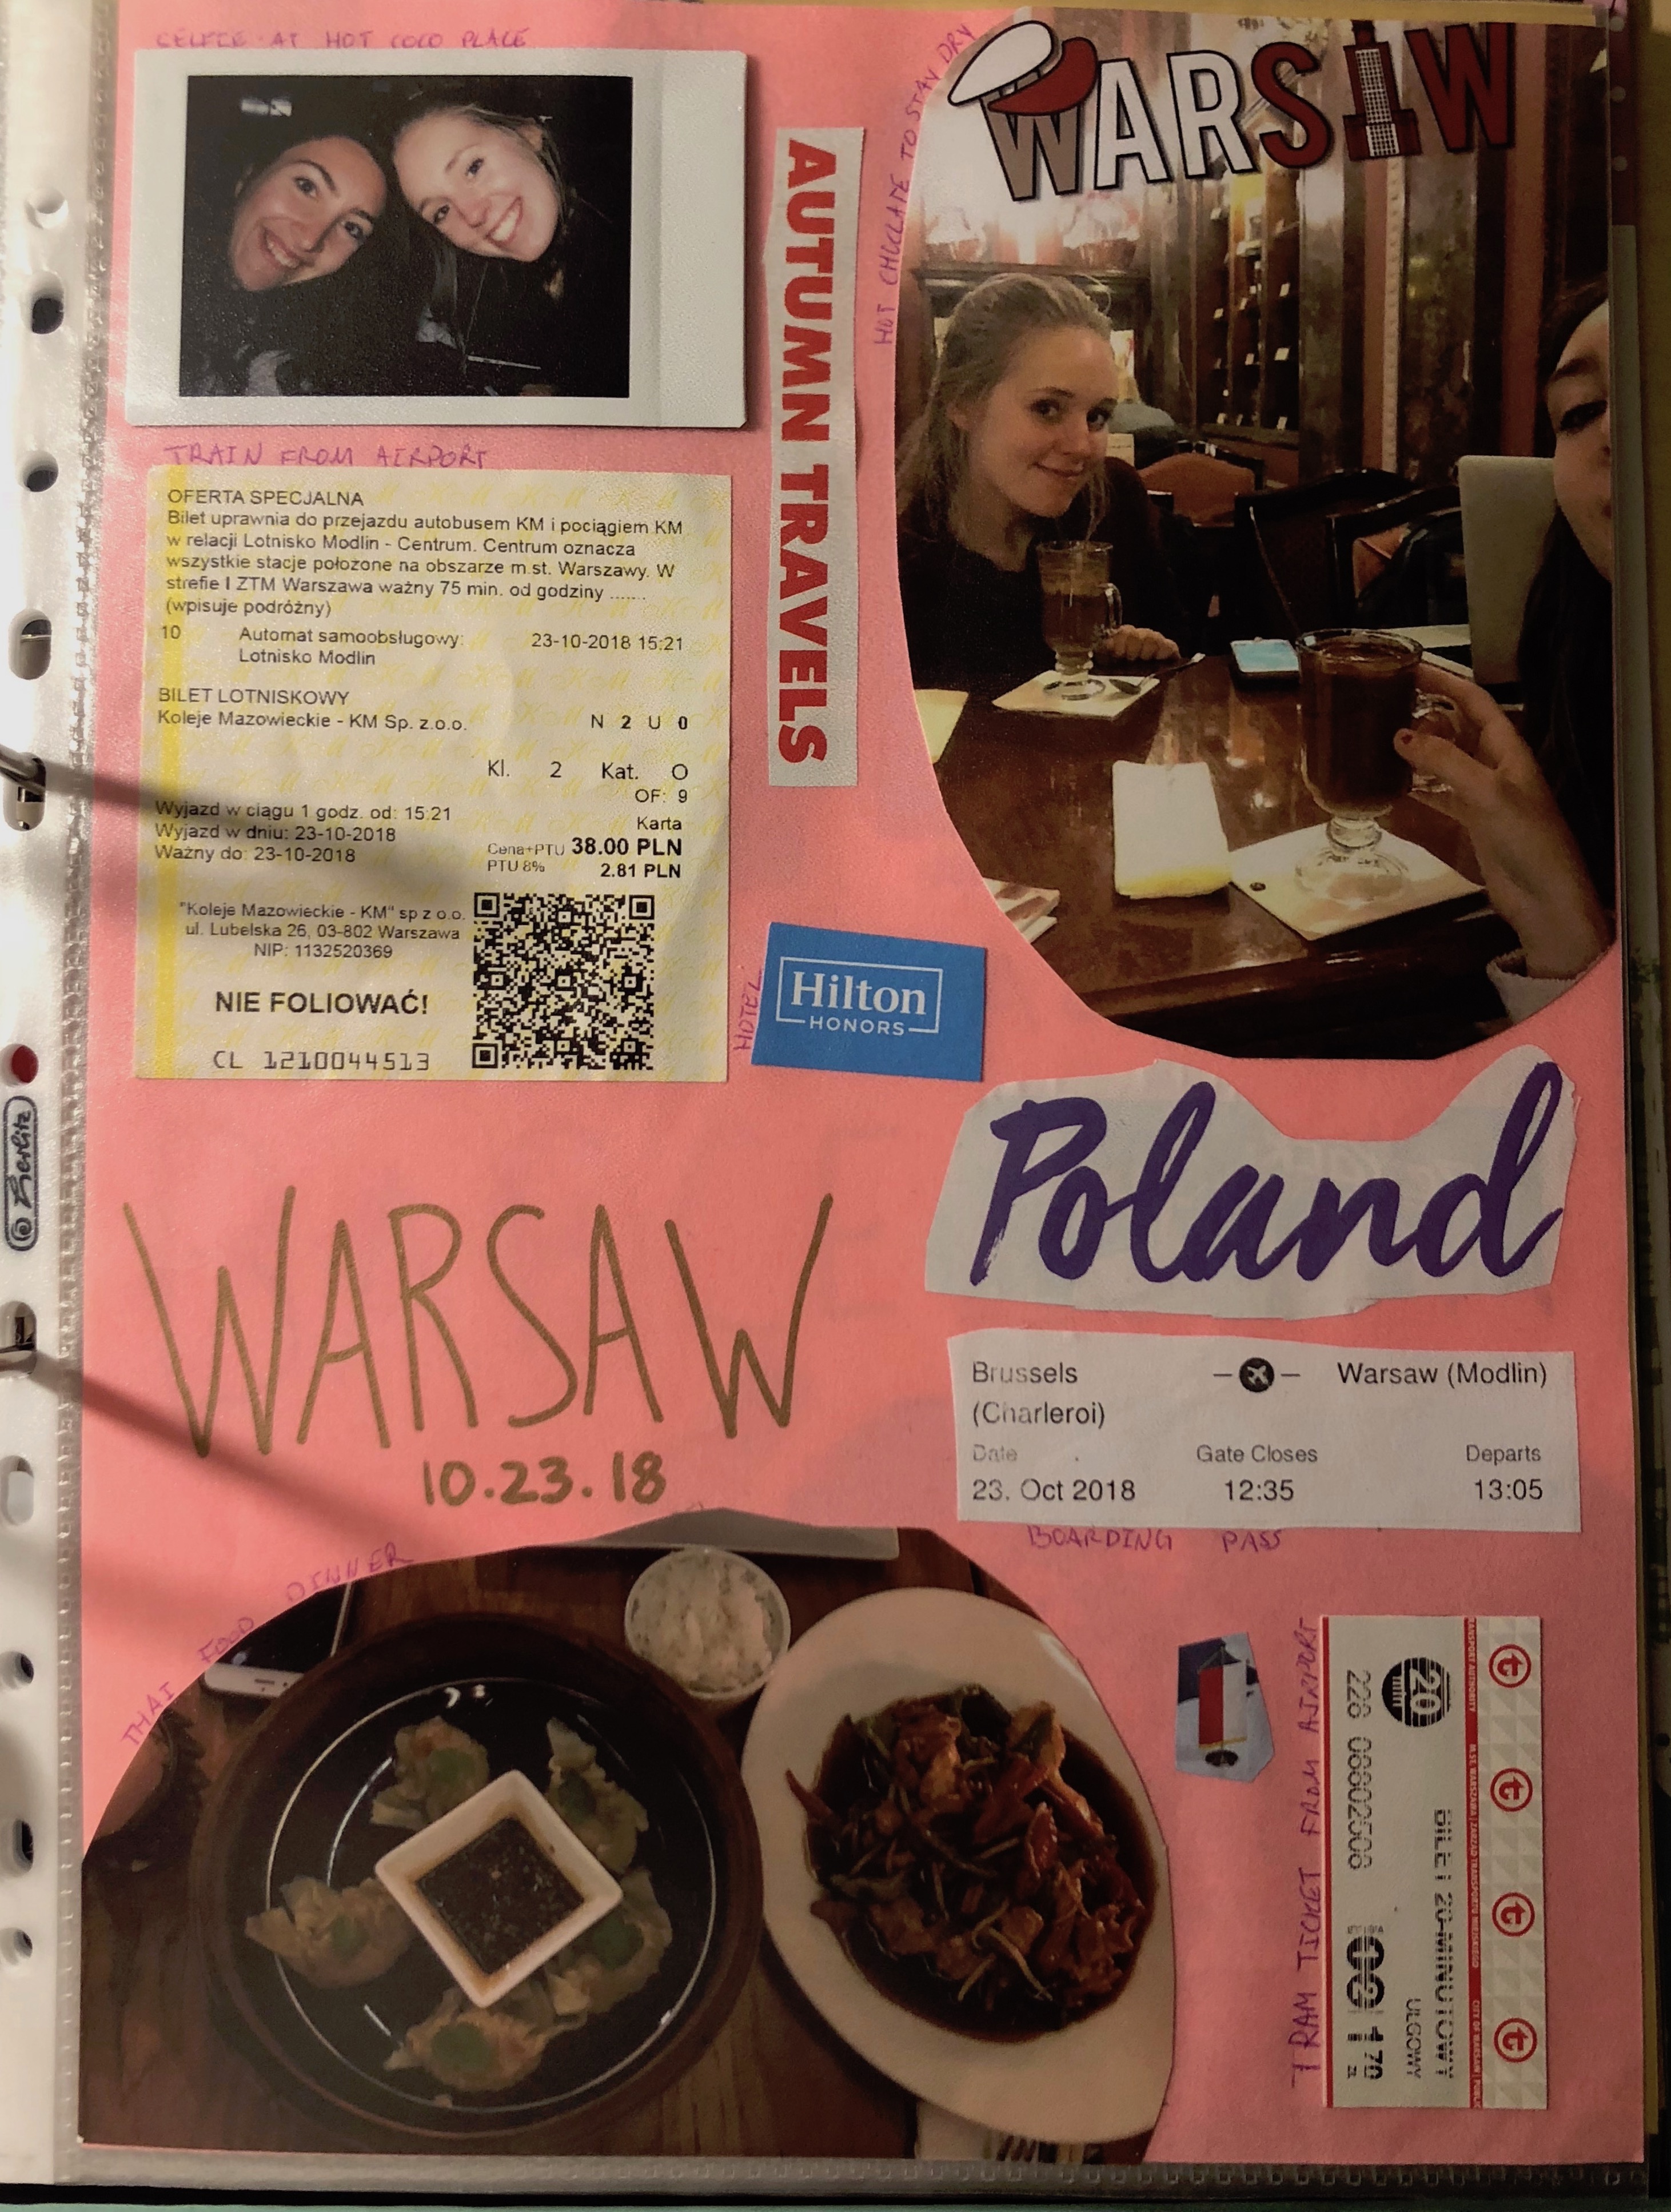 SELFIE AT HOT COCO PLACE
HOT CHOCLATE TO STAY DRY
WARSAW
AUTUMN TRAVELS
TRAIN FROM AIRPORT
OFERTA SPECJALNA
Bilet uprawnia do przejazdu autobusem KM i pociągiem KM
w relacji Lotnisko Modlin - Centrum. Centrum oznacza
wszystkie stacje położone na obszarze m.st. Warszawy. W
strefie I ZTM Warszawa ważny 75 min. od godziny .......
(wpisuje podróżny)
10 Automat samoobsługowy: 23-10-2018 15:21
Lotnisko Modlin
BILET LOTNISKOWY
Koleje Mazowieckie - KM Sp. z.o.o. N 2 U 0
Kl. 2 Kat. O
OF: 9
Wyjazd w ciągu 1 godz. od: 15:21
Karta
Wyjazd w dniu: 23-10-2018
Cena+PTU 38.00 PLN
Ważny do: 23-10-2018
PTU 8% 2.81 PLN
"Koleje Mazowieckie - KM" sp z o.o.
ul. Lubelska 26, 03-802 Warszawa
NIP: 1132520369
NIE FOLIOWAĆ!
CL 1210044513
HOTEL
Hilton
HONORS
Herlitz
Poland
WARSAW
10.23.18
Brussels Warsaw (Modlin)
(Charleroi)
Date Gate Closes Departs
23. Oct 2018 12:35 13:05
BOARDING PASS
THAI FOOD DINNER
TRAM TICKET FROM AIRPORT
M.ST. WARSZAWA | ZARZĄD TRANSPORTU MIEJSKIEGO
BILET 20-MINUTOWY
ULGOWY
20